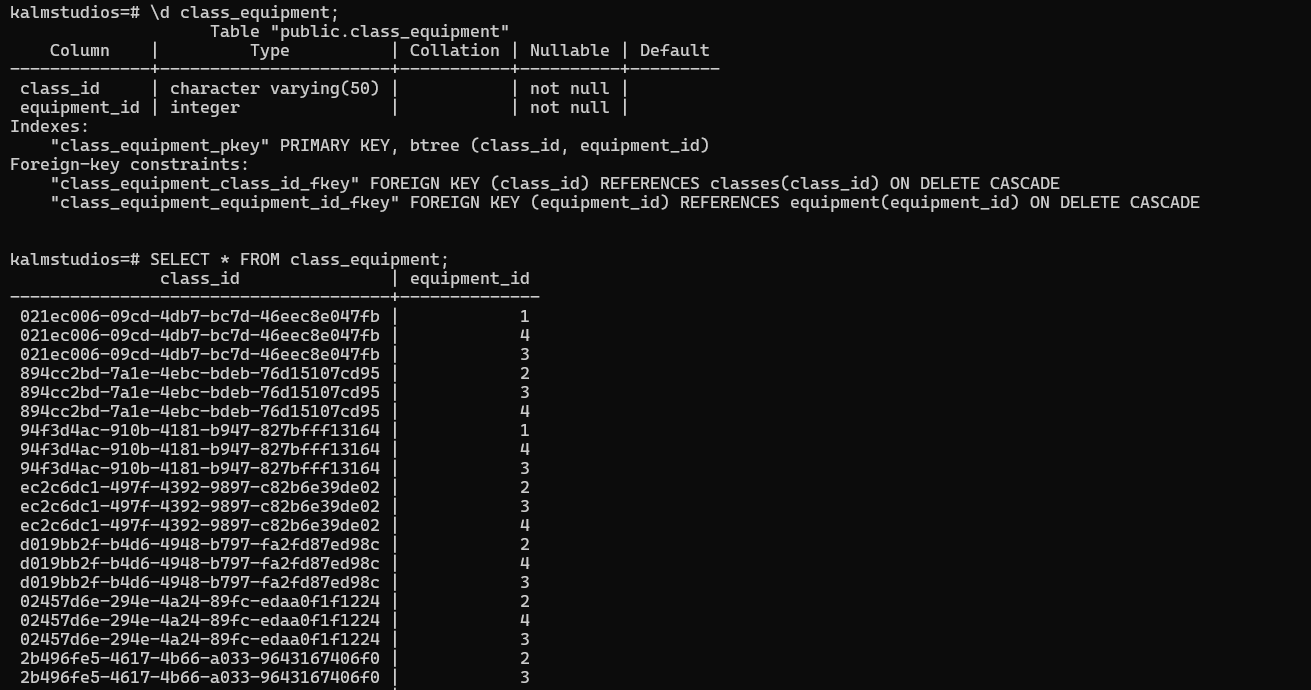 kalmstudios=# \d class_equipment;
                    Table "public.class_equipment"
    Column    |         Type          | Collation | Nullable | Default
--------------+-----------------------+-----------+----------+---------
 class_id     | character varying(50) |           | not null |
 equipment_id | integer               |           | not null |
Indexes:
    "class_equipment_pkey" PRIMARY KEY, btree (class_id, equipment_id)
Foreign-key constraints:
    "class_equipment_class_id_fkey" FOREIGN KEY (class_id) REFERENCES classes(class_id) ON DELETE CASCADE
    "class_equipment_equipment_id_fkey" FOREIGN KEY (equipment_id) REFERENCES equipment(equipment_id) ON DELETE CASCADE
kalmstudios=# SELECT * FROM class_equipment;
               class_id               | equipment_id
--------------------------------------+--------------
 021ec006-09cd-4db7-bc7d-46eec8e047fb |            1
 021ec006-09cd-4db7-bc7d-46eec8e047fb |            4
 021ec006-09cd-4db7-bc7d-46eec8e047fb |            3
 894cc2bd-7a1e-4ebc-bdeb-76d15107cd95 |            2
 894cc2bd-7a1e-4ebc-bdeb-76d15107cd95 |            3
 894cc2bd-7a1e-4ebc-bdeb-76d15107cd95 |            4
 94f3d4ac-910b-4181-b947-827bfff13164 |            1
 94f3d4ac-910b-4181-b947-827bfff13164 |            4
 94f3d4ac-910b-4181-b947-827bfff13164 |            3
 ec2c6dc1-497f-4392-9897-c82b6e39de02 |            2
 ec2c6dc1-497f-4392-9897-c82b6e39de02 |            3
 ec2c6dc1-497f-4392-9897-c82b6e39de02 |            4
 d019bb2f-b4d6-4948-b797-fa2fd87ed98c |            2
 d019bb2f-b4d6-4948-b797-fa2fd87ed98c |            4
 d019bb2f-b4d6-4948-b797-fa2fd87ed98c |            3
 02457d6e-294e-4a24-89fc-edaa0f1f1224 |            2
 02457d6e-294e-4a24-89fc-edaa0f1f1224 |            4
 02457d6e-294e-4a24-89fc-edaa0f1f1224 |            3
 2b496fe5-4617-4b66-a033-9643167406f0 |            2
 2b496fe5-4617-4b66-a033-9643167406f0 |            3